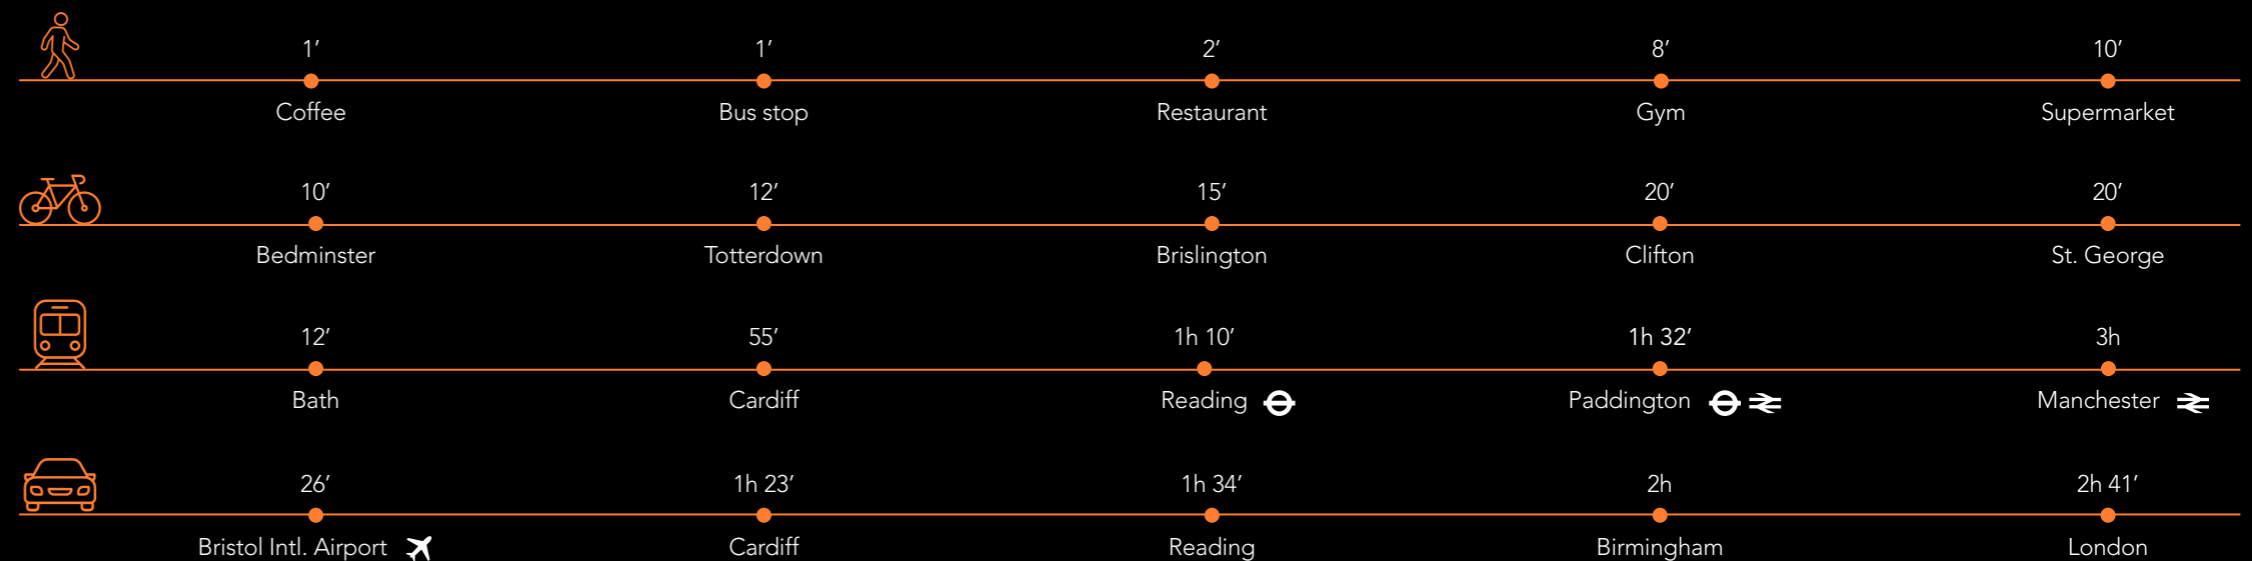 1’ 1’ 2’ 8’ 10’
Coffee Bus stop Restaurant Gym Supermarket
10’ 12’ 15’ 20’ 20’
Bedminster Totterdown Brislington Clifton St. George
12’ 55’ 1h 10’ 1h 32’ 3h
Bath Cardiff Reading Paddington Manchester
26’ 1h 23’ 1h 34’ 2h 2h 41’
Bristol Intl. Airport Cardiff Reading Birmingham London